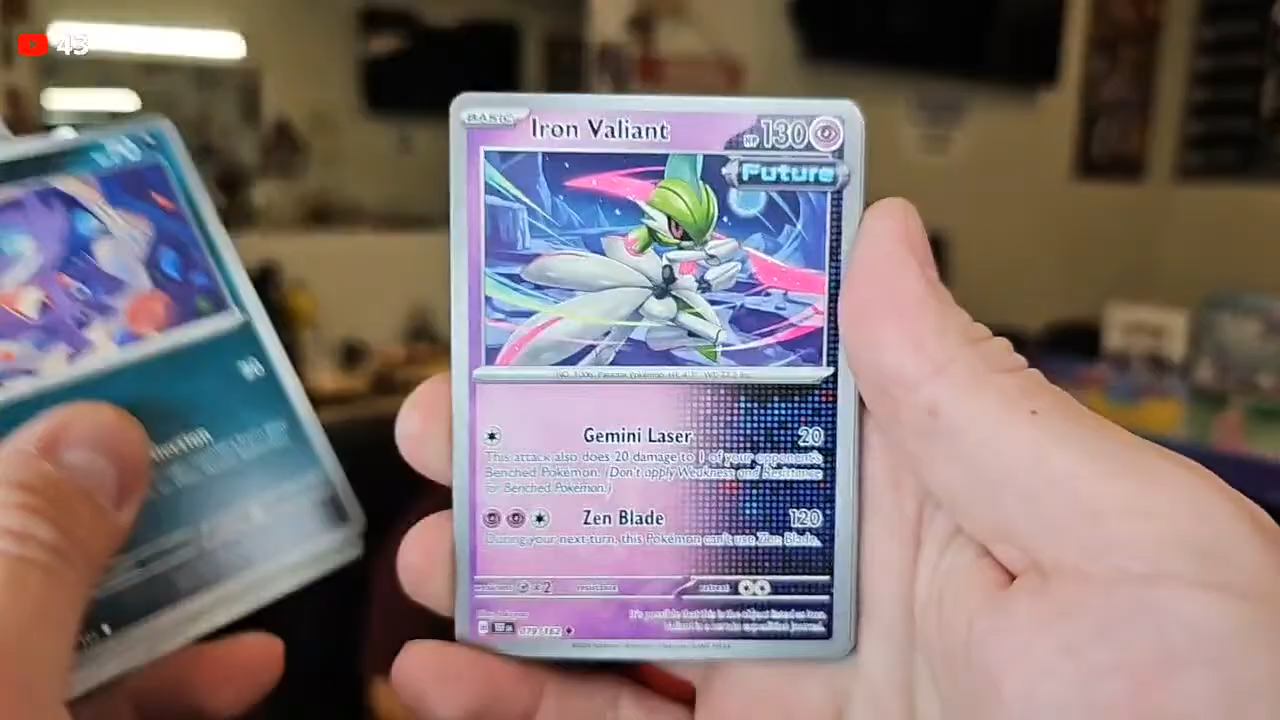 43
BASIC Iron Valiant HP 130
Future
NO. 1006 Paradox Pokémon HT: 4'7" WT: 77.2 lbs.
Gemini Laser 20
This attack also does 20 damage to 1 of your opponent's
Benched Pokémon. (Don't apply Weakness and Resistance
for Benched Pokémon.)
Zen Blade 120
During your next turn, this Pokémon can't use Zen Blade.
weakness ×2 resistance retreat
It's possible that this is the object listed as Iron
Valiant in a certain expedition journal.
079/162